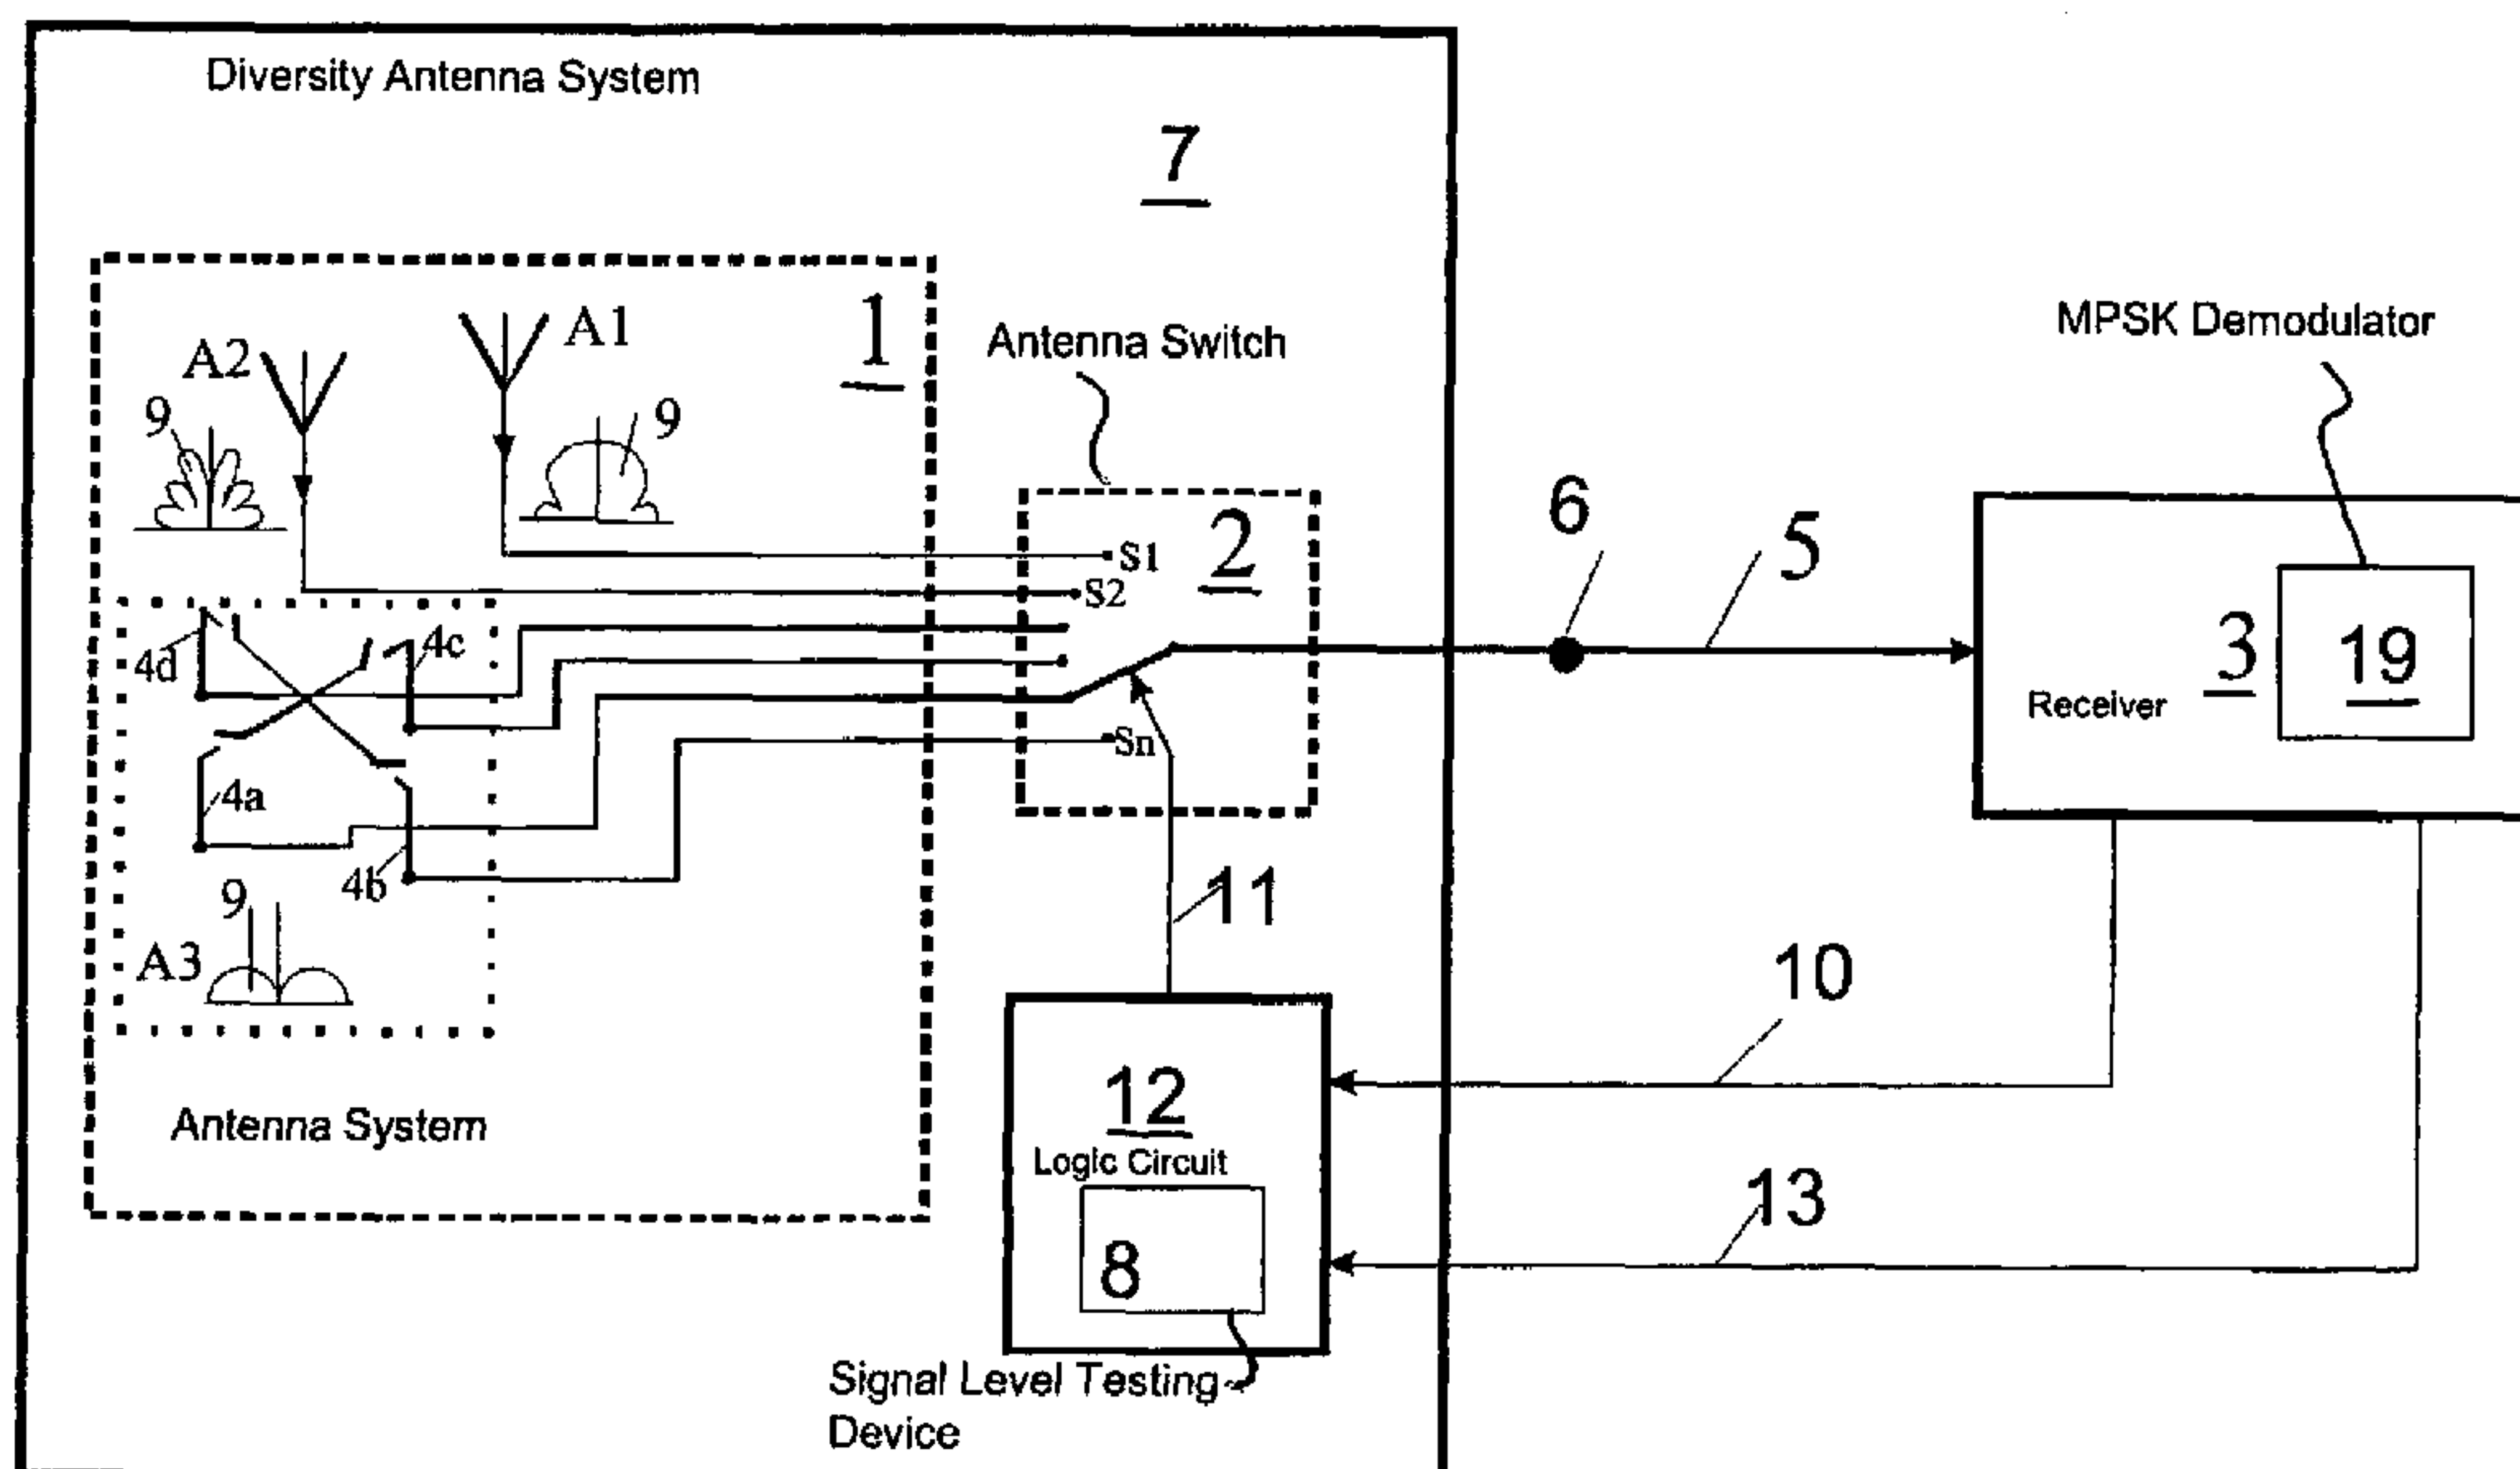 Diversity Antenna System
7
1
A1
A2
9
9
Antenna Switch
MPSK Demodulator
2
6
5
S1
S2
4d
4c
3
19
Receiver
Sn
4a
4b
11
9
A3
10
12
Antenna System
Logic Circuit
13
8
Signal Level Testing
Device